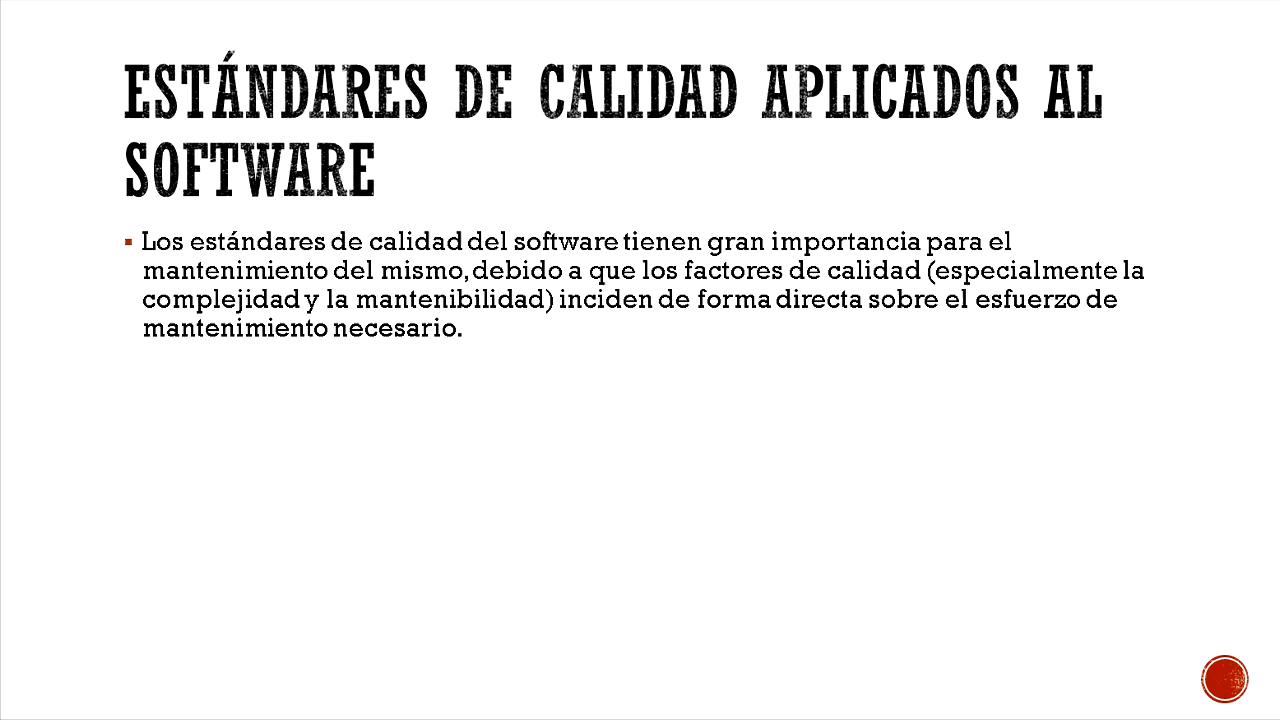 ESTÁNDARES DE CALIDAD APLICADOS AL
SOFTWARE
▪ Los estándares de calidad del software tienen gran importancia para el
mantenimiento del mismo, debido a que los factores de calidad (especialmente la
complejidad y la mantenibilidad) inciden de forma directa sobre el esfuerzo de
mantenimiento necesario.